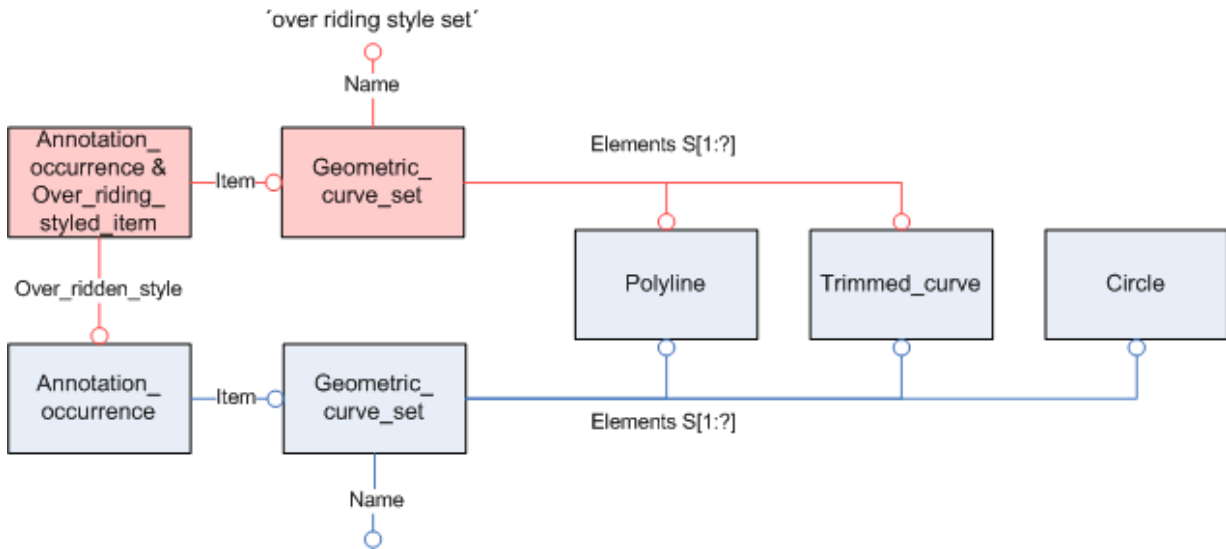 ´over riding style set´
Name
Annotation_
occurrence &
Over_riding_
styled_item
Item
Geometric_
curve_set
Elements S[1:?]
Over_ridden_style
Polyline
Trimmed_curve
Circle
Annotation_
occurrence
Item
Geometric_
curve_set
Elements S[1:?]
Name